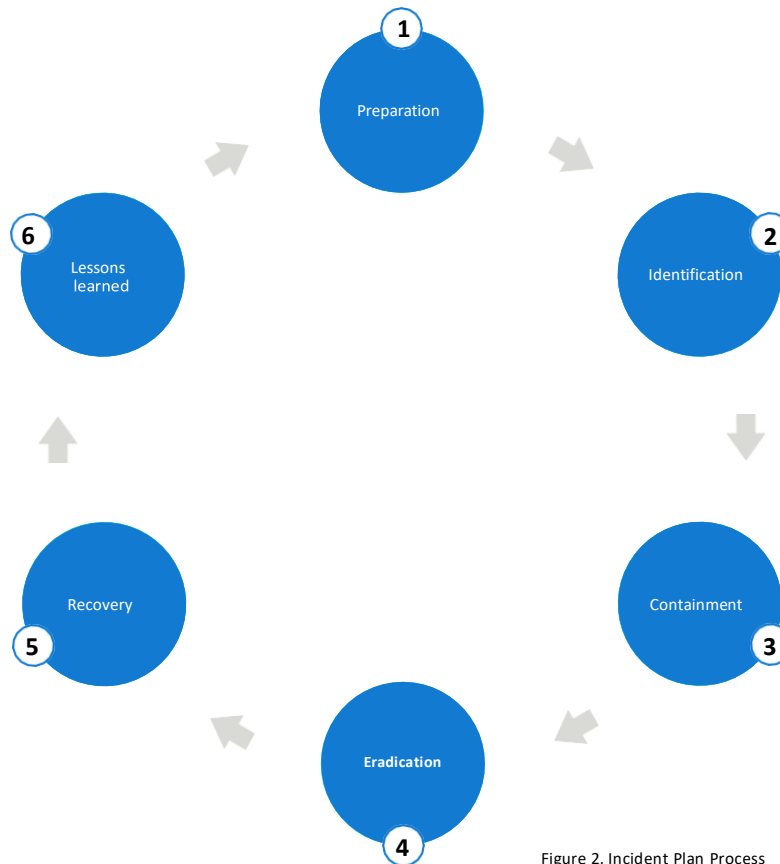 1
Preparation
2
Identification
3
Containment
4
Eradication
5
Recovery
6
Lessons
learned
Figure 2. Incident Plan Process